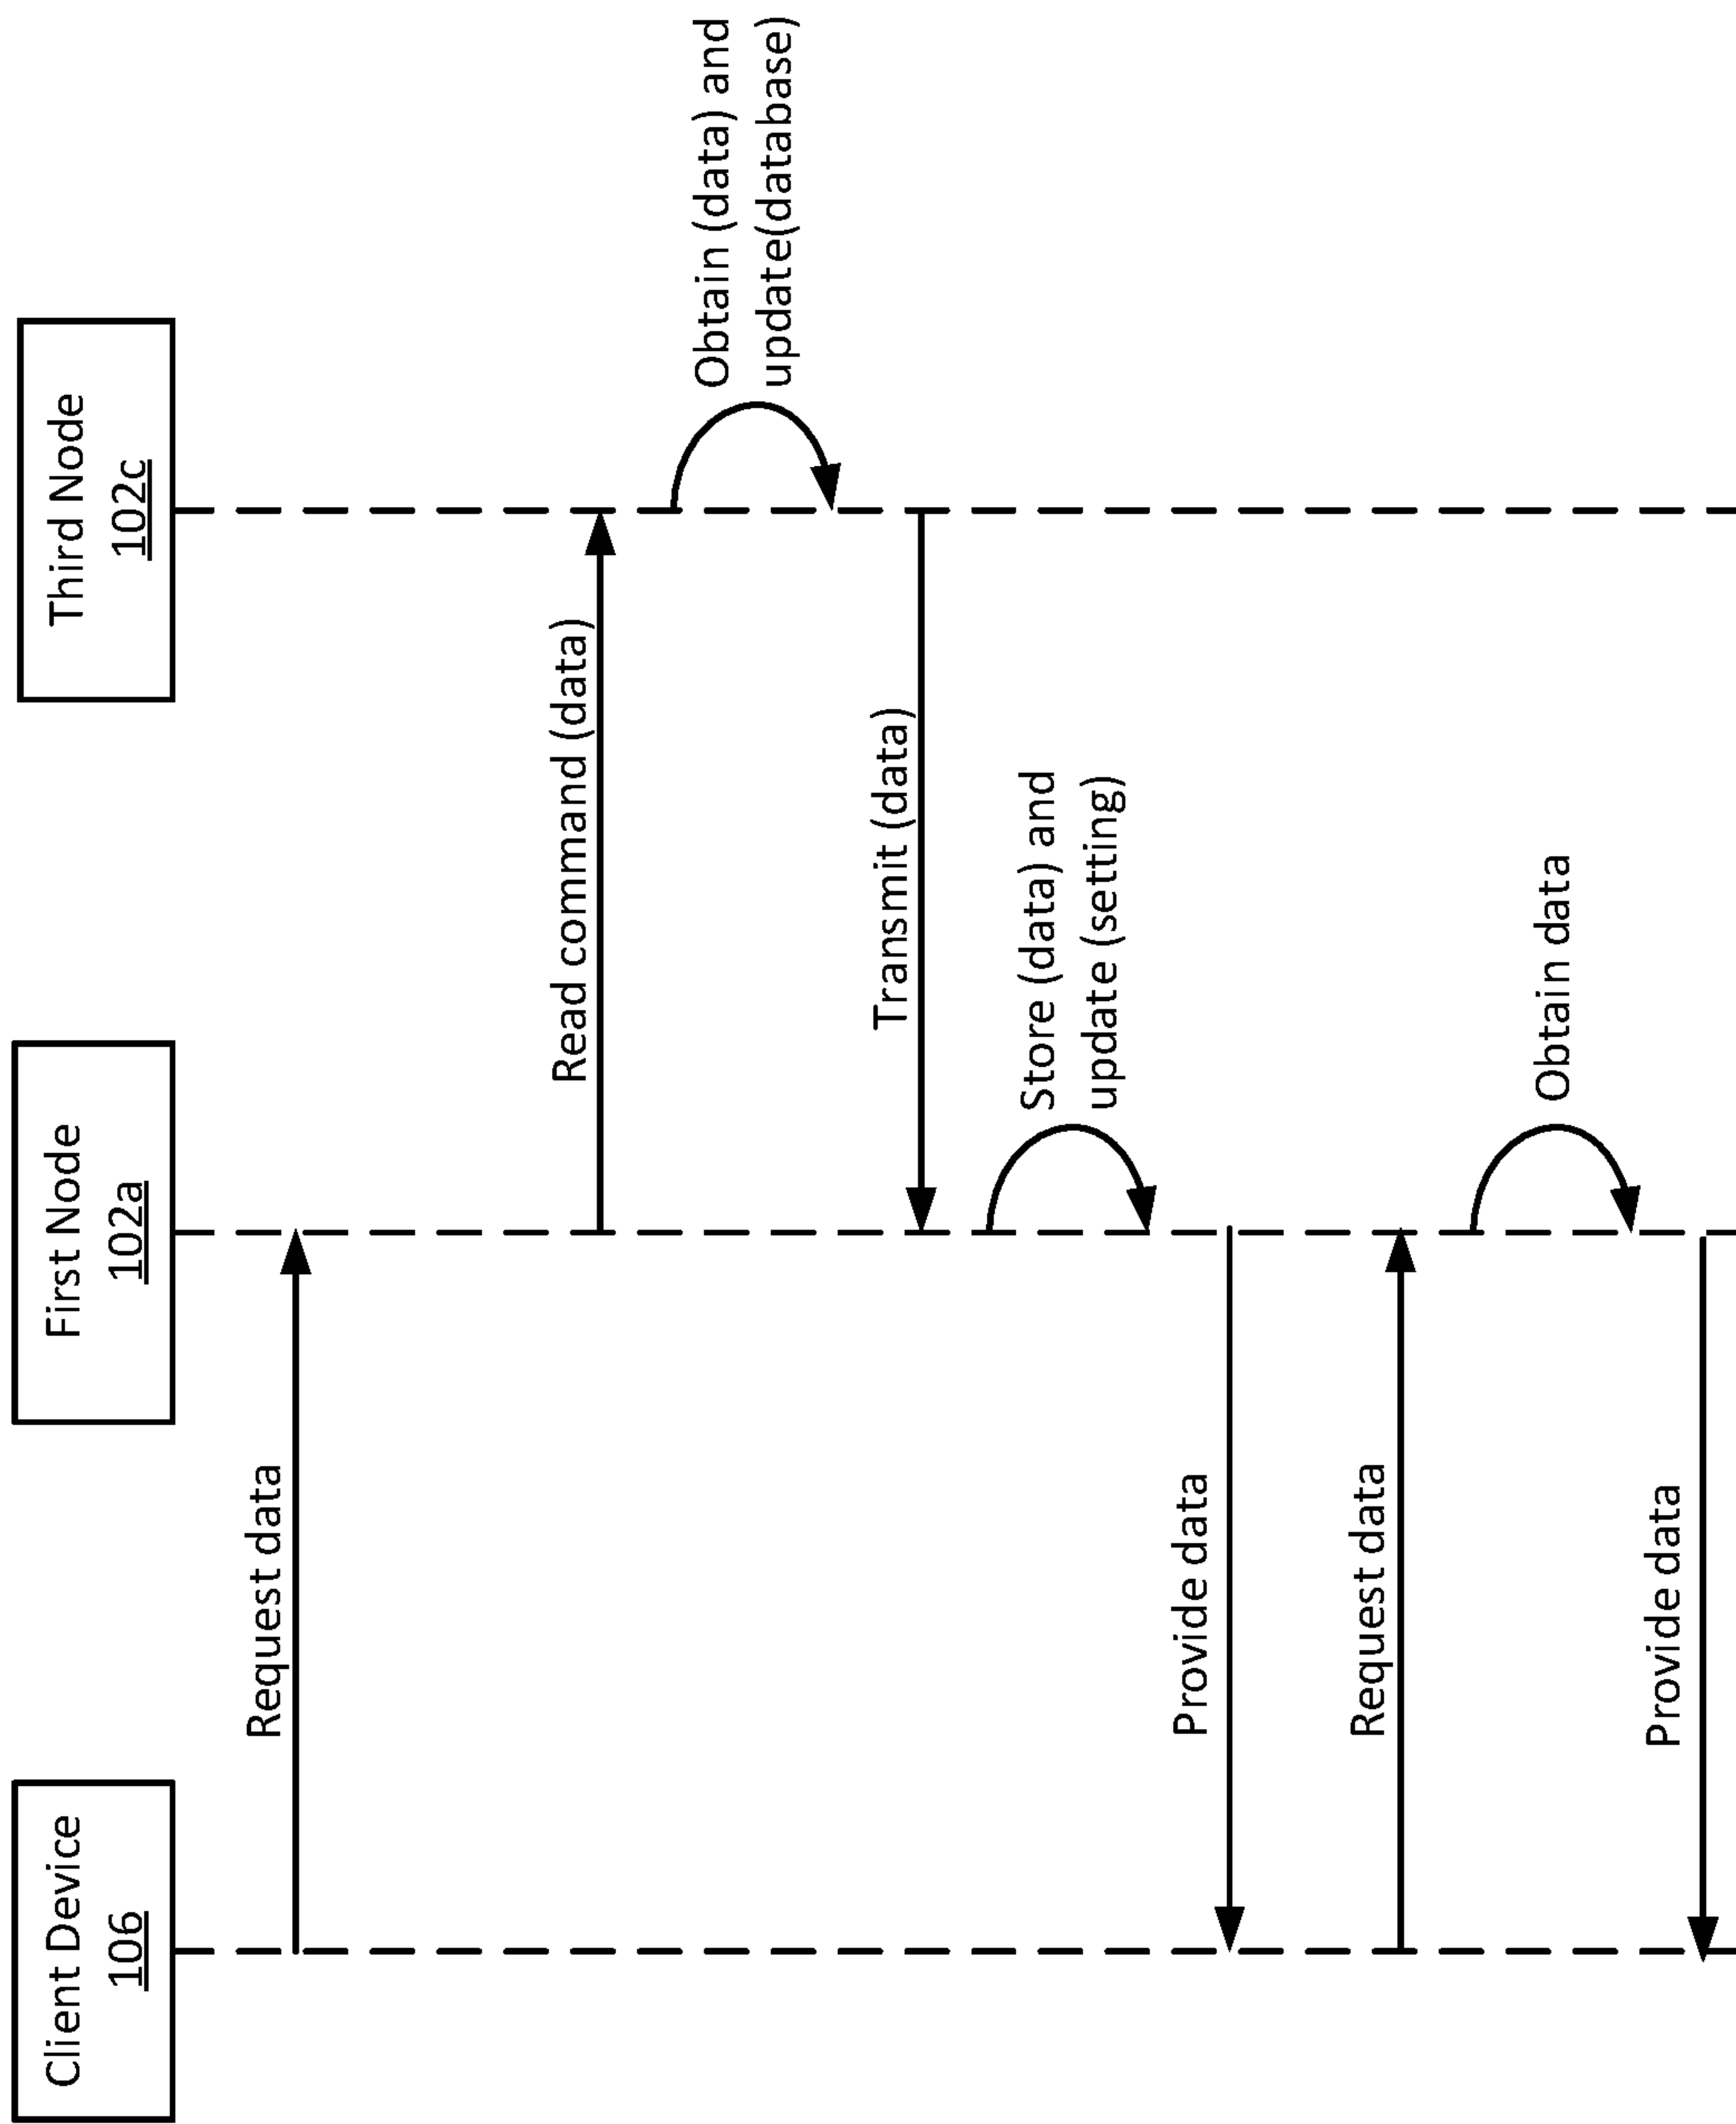 Client Device
106
First Node
102a
Third Node
102c
Request data
Read command (data)
Obtain (data) and
update(database)
Transmit (data)
Store (data) and
update (setting)
Provide data
Request data
Obtain data
Provide data